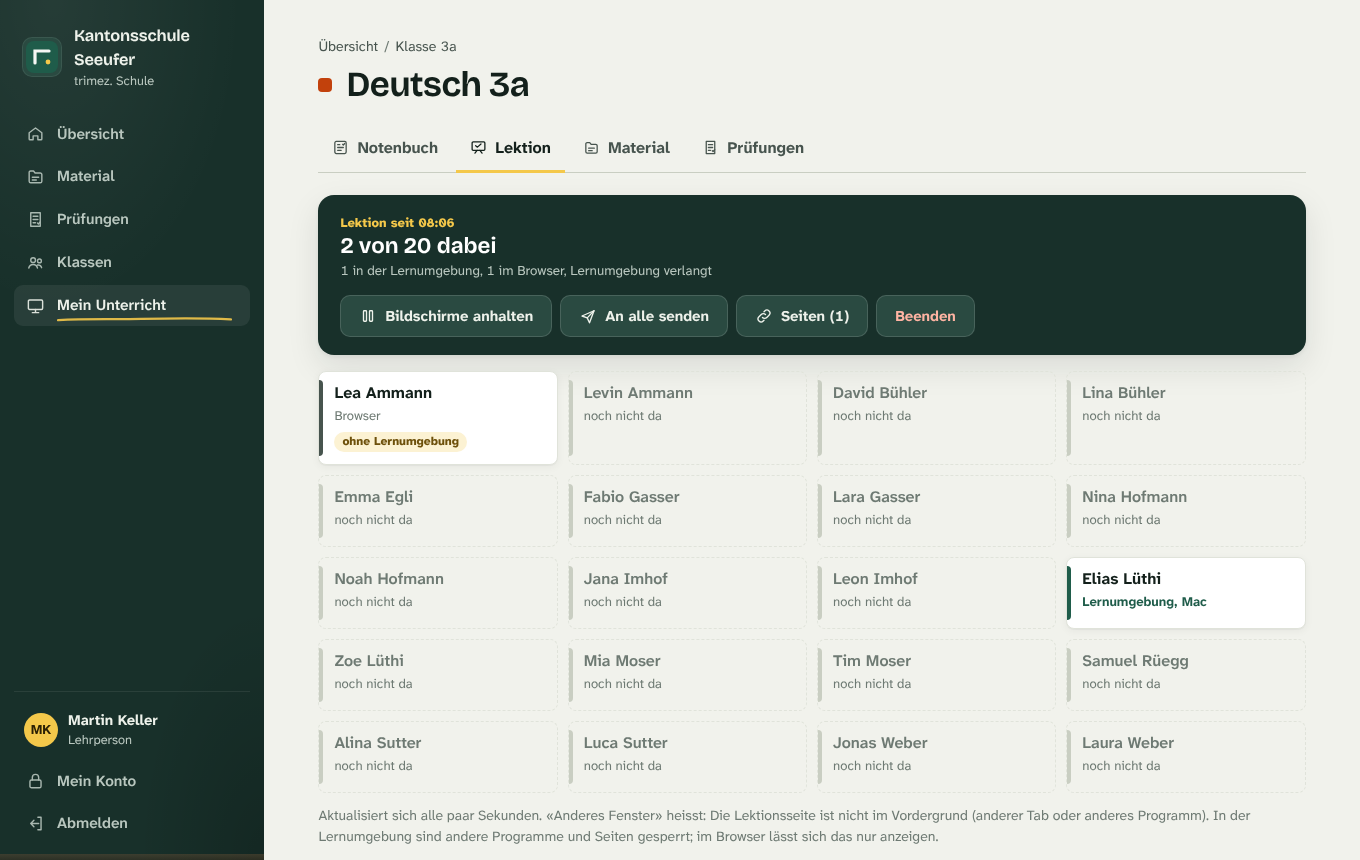 Kantonsschule
Seeufer
trimez. Schule
Übersicht
Material
Prüfungen
Klassen
Mein Unterricht
MK
Martin Keller
Lehrperson
Mein Konto
Abmelden
Übersicht / Klasse 3a
Deutsch 3a
Notenbuch Lektion Material Prüfungen
Lektion seit 08:06
2 von 20 dabei
1 in der Lernumgebung, 1 im Browser, Lernumgebung verlangt
Bildschirme anhalten An alle senden Seiten (1) Beenden
Lea Ammann
Browser
ohne Lernumgebung
Levin Ammann
noch nicht da
David Bühler
noch nicht da
Lina Bühler
noch nicht da
Emma Egli
noch nicht da
Fabio Gasser
noch nicht da
Lara Gasser
noch nicht da
Nina Hofmann
noch nicht da
Noah Hofmann
noch nicht da
Jana Imhof
noch nicht da
Leon Imhof
noch nicht da
Elias Lüthi
Lernumgebung, Mac
Zoe Lüthi
noch nicht da
Mia Moser
noch nicht da
Tim Moser
noch nicht da
Samuel Rüegg
noch nicht da
Alina Sutter
noch nicht da
Luca Sutter
noch nicht da
Jonas Weber
noch nicht da
Laura Weber
noch nicht da
Aktualisiert sich alle paar Sekunden. «Anderes Fenster» heisst: Die Lektionsseite ist nicht im Vordergrund (anderer Tab oder anderes Programm). In der
Lernumgebung sind andere Programme und Seiten gesperrt; im Browser lässt sich das nur anzeigen.